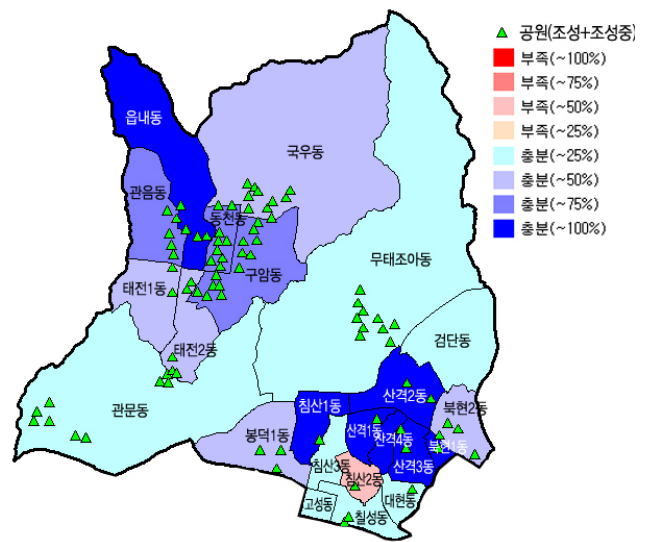 공원(조성+조성중)
부족(~100%)
부족(~75%)
부족(~50%)
부족(~25%)
충분(~25%)
충분(~50%)
충분(~75%)
충분(~100%)
읍내동
국우동
관음동
동천동
무태조아동
구암동
태전1동
검단동
태전2동
산격2동
침산1동
북현2동
관문동
봉덕1동
산격1동
산격4동
북현1동
침산3동
산격3동
침산2동
고성동
대현동
칠성동